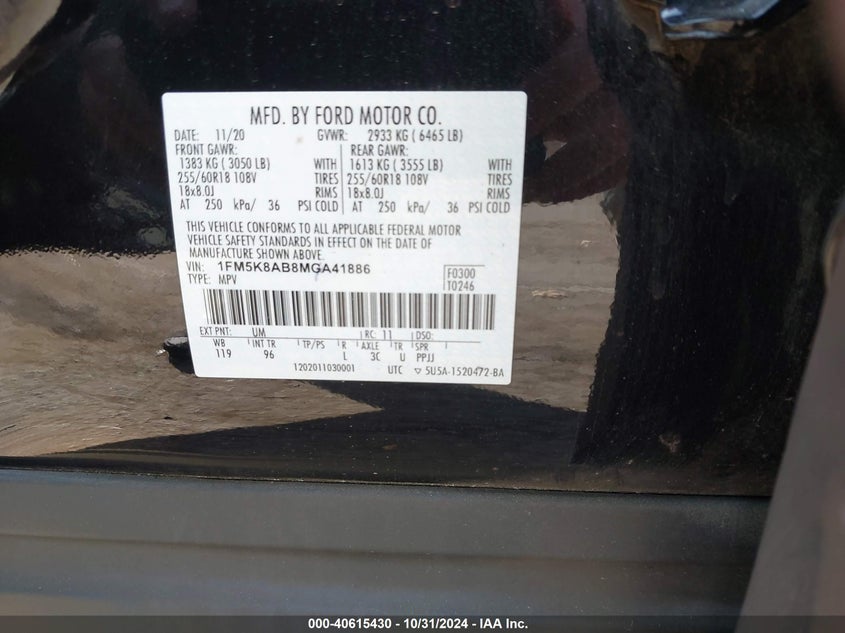 MFD. BY FORD MOTOR CO.
DATE: 11/20 GVWR: 2933 KG ( 6465 LB)
FRONT GAWR: REAR GAWR:
1383 KG ( 3050 LB) WITH 1613 KG ( 3555 LB) WITH
255/60R18 108V TIRES 255/60R18 108V TIRES
18x8.0J RIMS 18x8.0J RIMS
AT 250 kPa/ 36 PSI COLD AT 250 kPa/ 36 PSI COLD
THIS VEHICLE CONFORMS TO ALL APPLICABLE FEDERAL MOTOR
VEHICLE SAFETY STANDARDS IN EFFECT ON THE DATE OF
MANUFACTURE SHOWN ABOVE.
VIN: 1FM5K8AB8MGA41886 F0300
TYPE: MPV T0246
EXT PNT: UM RC: 11 DSO:
WB INT TR TP/PS R AXLE TR SPR
119 96 L 3C U PPJJ
1202011030001 UTC ▽ 5U5A-1520472-BA
000-40615430 - 10/31/2024 - IAA Inc.